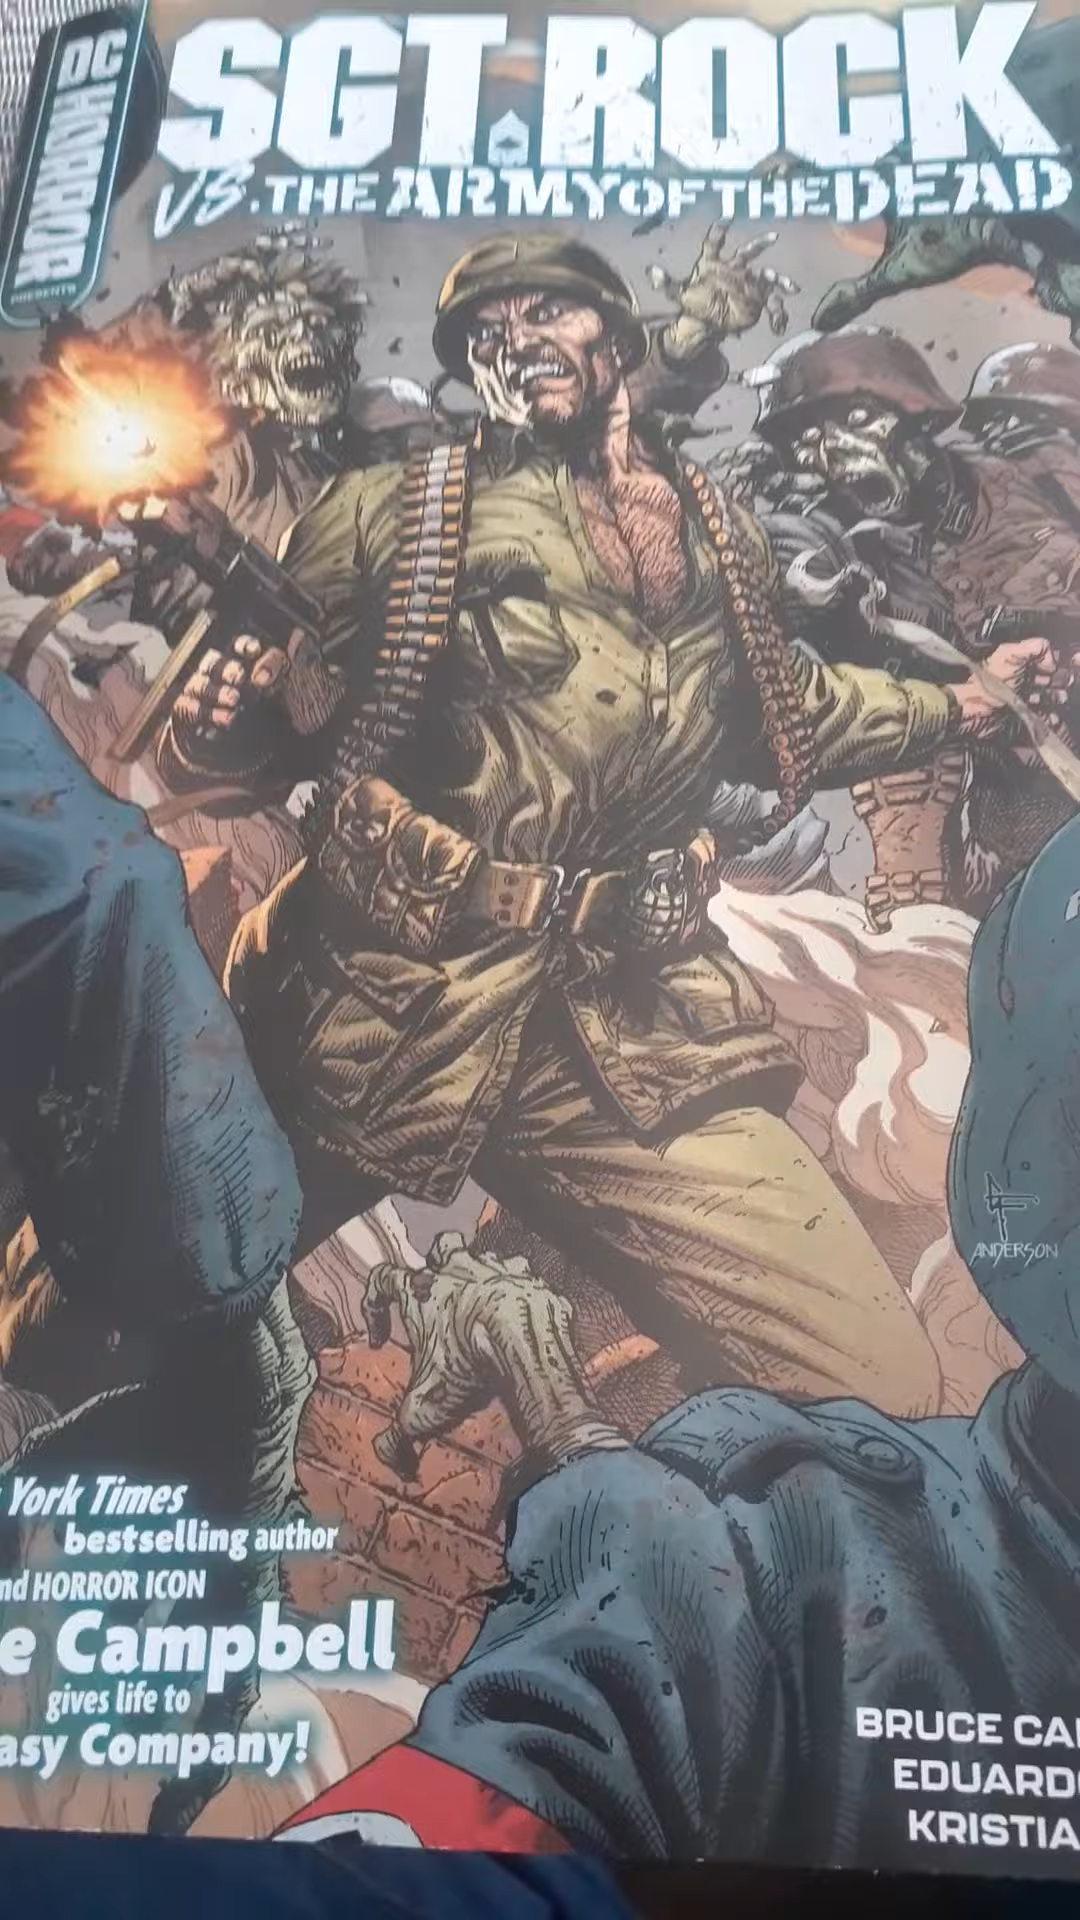 DC HORROR
PRESENTS
SGT.ROCK
VS. THE ARMY OF THE DEAD
ANDERSON
York Times
bestselling author
nd HORROR ICON
e Campbell
gives life to
asy Company!
BRUCE CA
EDUARD
KRISTIA